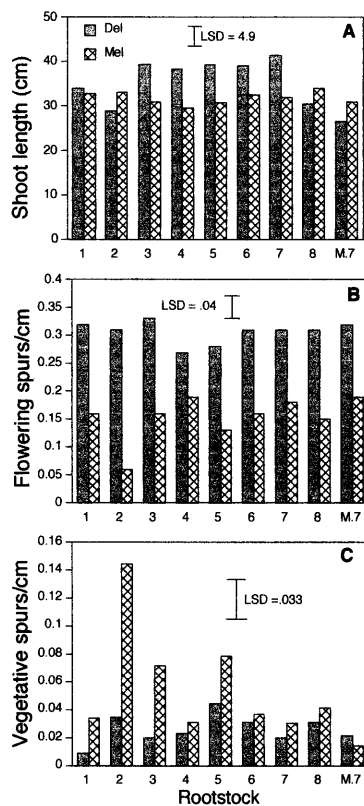 50
Del
Mel
LSD = 4.9
A
40
30
20
10
0
Shoot length (cm)
1 2 3 4 5 6 7 8 M.7
0.4
B
0.35
LSD = .04
0.3
0.25
0.2
0.15
0.1
0.05
0
Flowering spurs/cm
1 2 3 4 5 6 7 8 M.7
0.16
C
0.14
0.12
LSD =.033
0.1
0.08
0.06
0.04
0.02
0
Vegetative spurs/cm
1 2 3 4 5 6 7 8 M.7
Rootstock